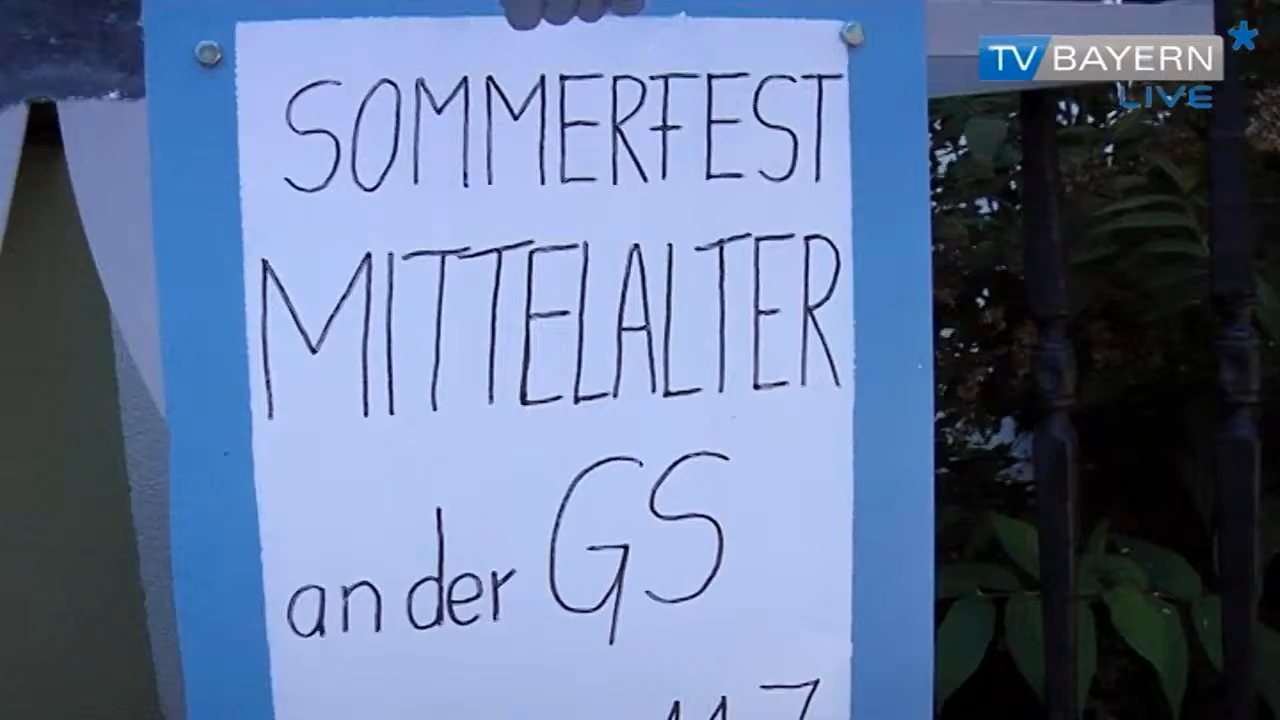 TV BAYERN
LIVE
SOMMERFEST
MITTELALTER
an der GS